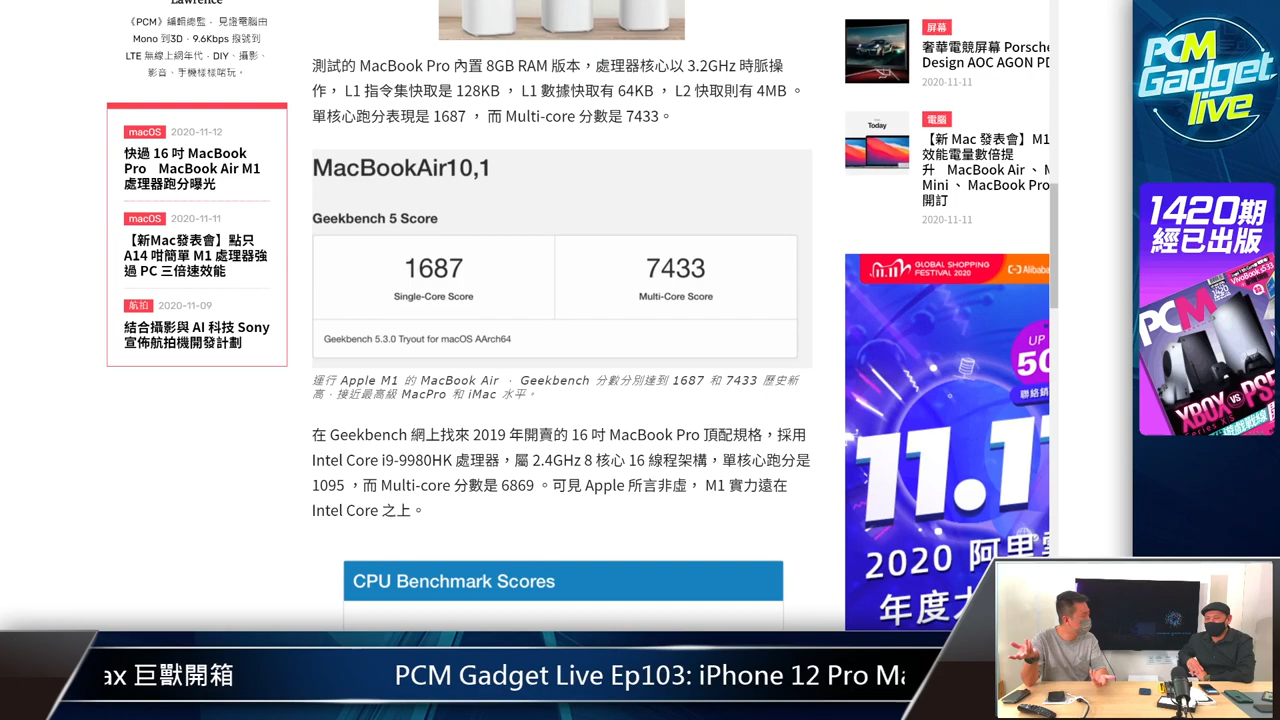 Lawrence
《PCM》編輯總監， 見證電腦由
Mono 到3D，9.6Kbps 撥號到
LTE 無線上網年代，DIY、攝影、
影音、手機樣樣啱玩。
macOS 2020-11-12
快過 16 吋 MacBook
Pro MacBook Air M1
處理器跑分曝光
macOS 2020-11-11
【新Mac發表會】點只
A14 咁簡單 M1 處理器強
過 PC 三倍速效能
航拍 2020-11-09
結合攝影與 AI 科技 Sony
宣佈航拍機開發計劃
測試的 MacBook Pro 內置 8GB RAM 版本，處理器核心以 3.2GHz 時脈操
作， L1 指令集快取是 128KB ， L1 數據快取有 64KB ， L2 快取則有 4MB 。
單核心跑分表現是 1687 ， 而 Multi-core 分數是 7433。
MacBookAir10,1
Geekbench 5 Score
1687
Single-Core Score
7433
Multi-Core Score
Geekbench 5.3.0 Tryout for macOS AArch64
運行 Apple M1 的 MacBook Air ， Geekbench 分數分別達到 1687 和 7433 歷史新
高，接近最高級 MacPro 和 iMac 水平。
在 Geekbench 網上找來 2019 年開賣的 16 吋 MacBook Pro 頂配規格，採用
Intel Core i9-9980HK 處理器，屬 2.4GHz 8 核心 16 線程架構，單核心跑分是
1095 ，而 Multi-core 分數是 6869 。可見 Apple 所言非虛， M1 實力遠在
Intel Core 之上。
CPU Benchmark Scores
屏幕
奢華電競屏幕 Porsche
Design AOC AGON PD
2020-11-11
Today
電腦
【新 Mac 發表會】M1
效能電量數倍提
升 MacBook Air 、 M
Mini 、 MacBook Pro
開訂
2020-11-11
11.11 GLOBAL SHOPPING
FESTIVAL 2020
Alibaba
UP
50
聯絡銷
11.1
2020 阿里雲
年度大
PCM
Gadget
live
1420期
經已出版
PCM
XBOX VS PS5
Series X
ax 巨獸開箱
PCM Gadget Live Ep103: iPhone 12 Pro Ma